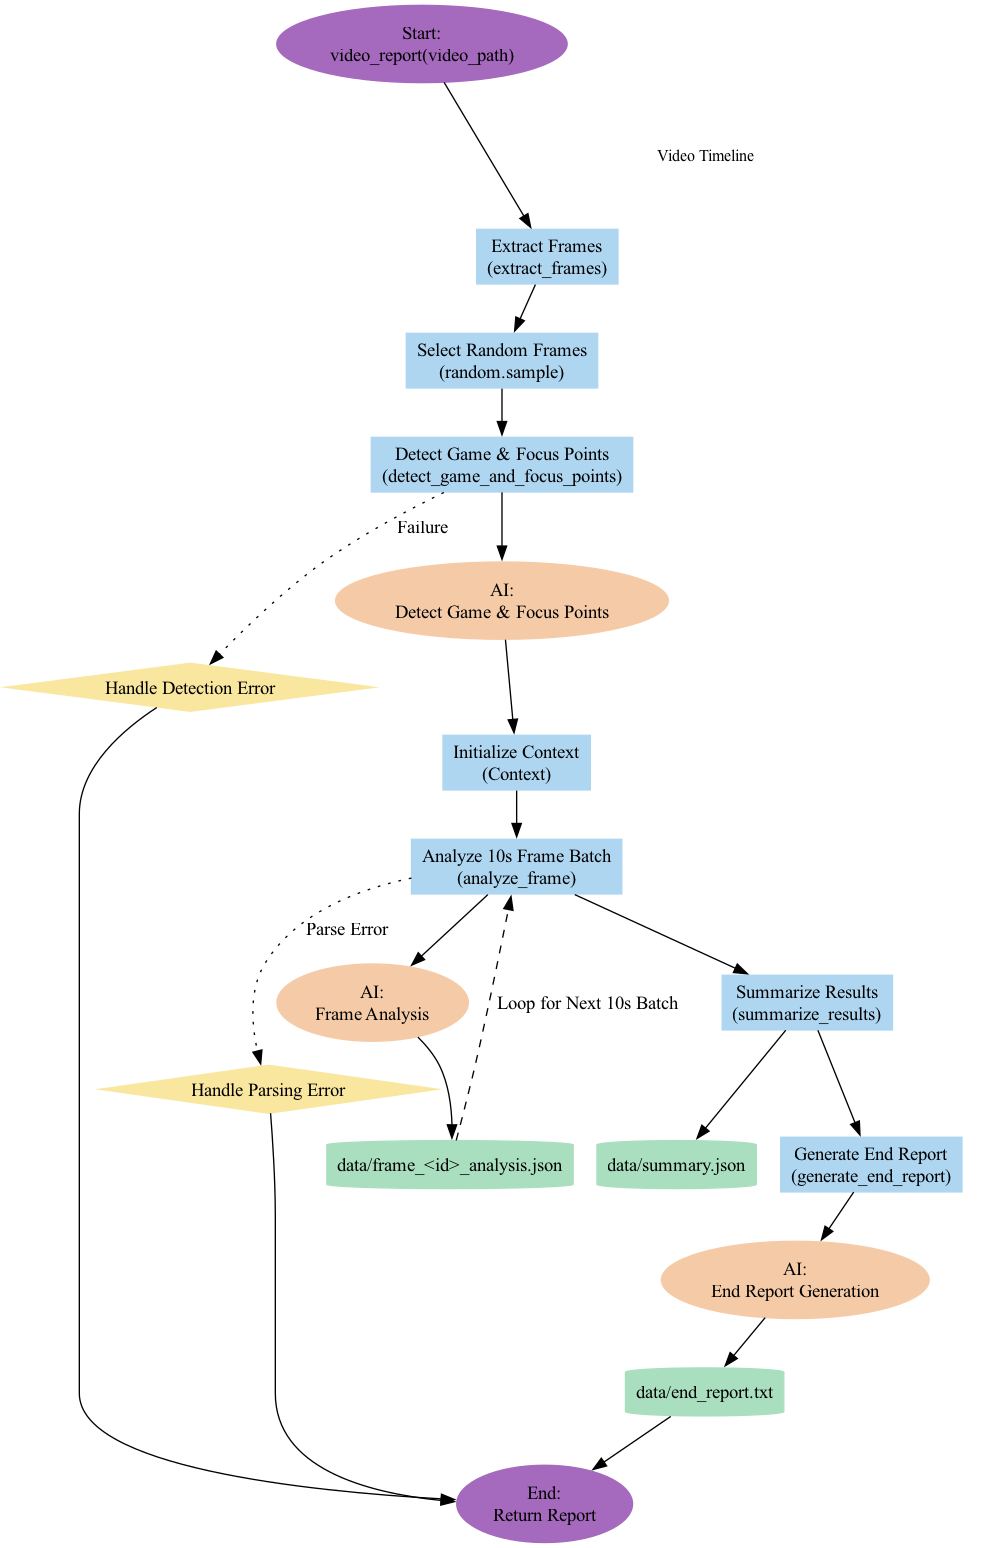 Start:
video_report(video_path)
Video Timeline
Extract Frames
(extract_frames)
Select Random Frames
(random.sample)
Detect Game & Focus Points
(detect_game_and_focus_points)
Failure
AI:
Detect Game & Focus Points
Handle Detection Error
Initialize Context
(Context)
Analyze 10s Frame Batch
(analyze_frame)
Parse Error
AI:
Frame Analysis
Loop for Next 10s Batch
Summarize Results
(summarize_results)
Handle Parsing Error
data/frame_<id>_analysis.json
data/summary.json
Generate End Report
(generate_end_report)
AI:
End Report Generation
data/end_report.txt
End:
Return Report